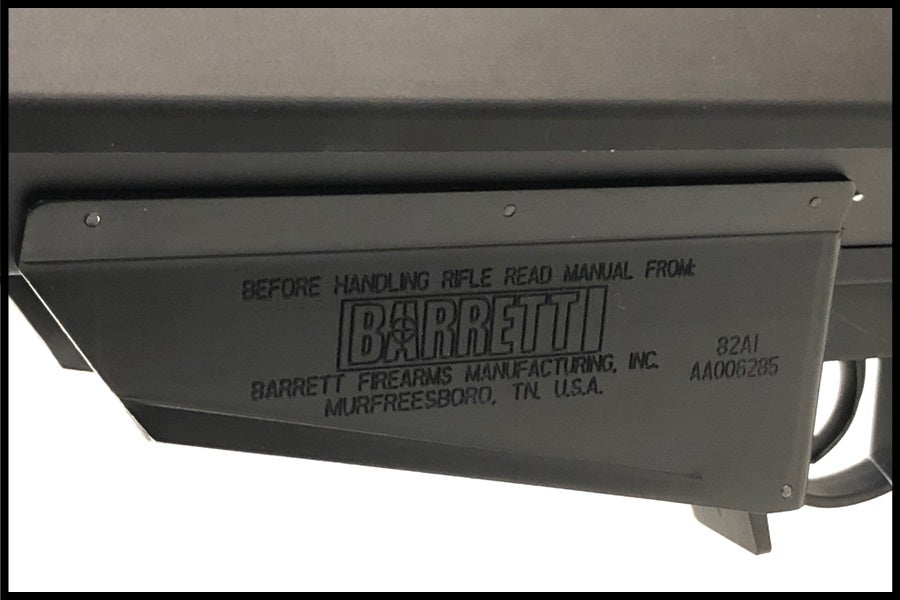 BEFORE HANDLING RIFLE READ MANUAL FROM:
BARRETT
BARRETT FIREARMS MANUFACTURING, INC.
MURFREESBORO, TN. U.S.A.
82A1
AA006285